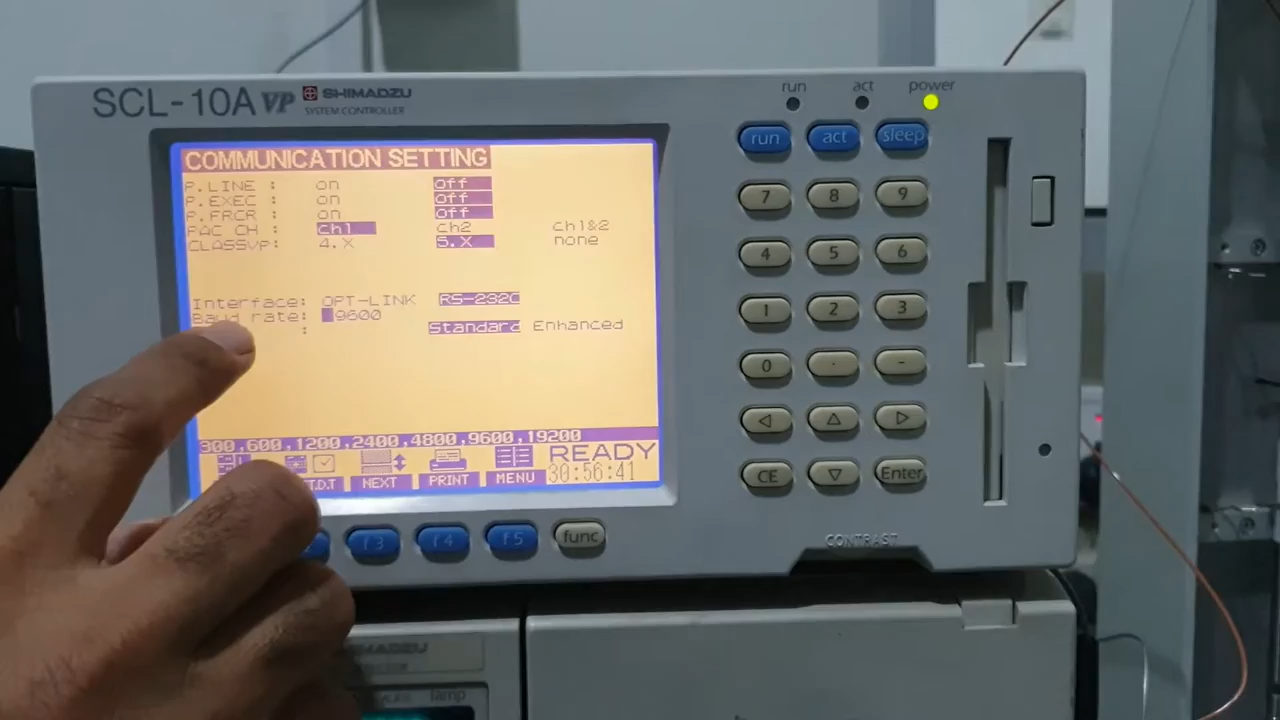 SCL-10A VP SHIMADZU
SYSTEM CONTROLLER
run act power
COMMUNICATION SETTING
P.LINE : on Off
P.EXEC : on Off
P.FRCR : on Off
PAC CH : Ch1 ch2 ch1&2
CLASSVP: 4.X 5.X none
Interface: OPT-LINK RS-232C
Baud rate: 9600
: Standard Enhanced
300,600,1200,2400,4800,9600,19200
READY
NEXT PRINT MENU 30:56:41
run act sleep
7 8 9
4 5 6
1 2 3
0 . -
CE Enter
f3 f4 f5 func
CONTRAST
SHIMADZU
lamp